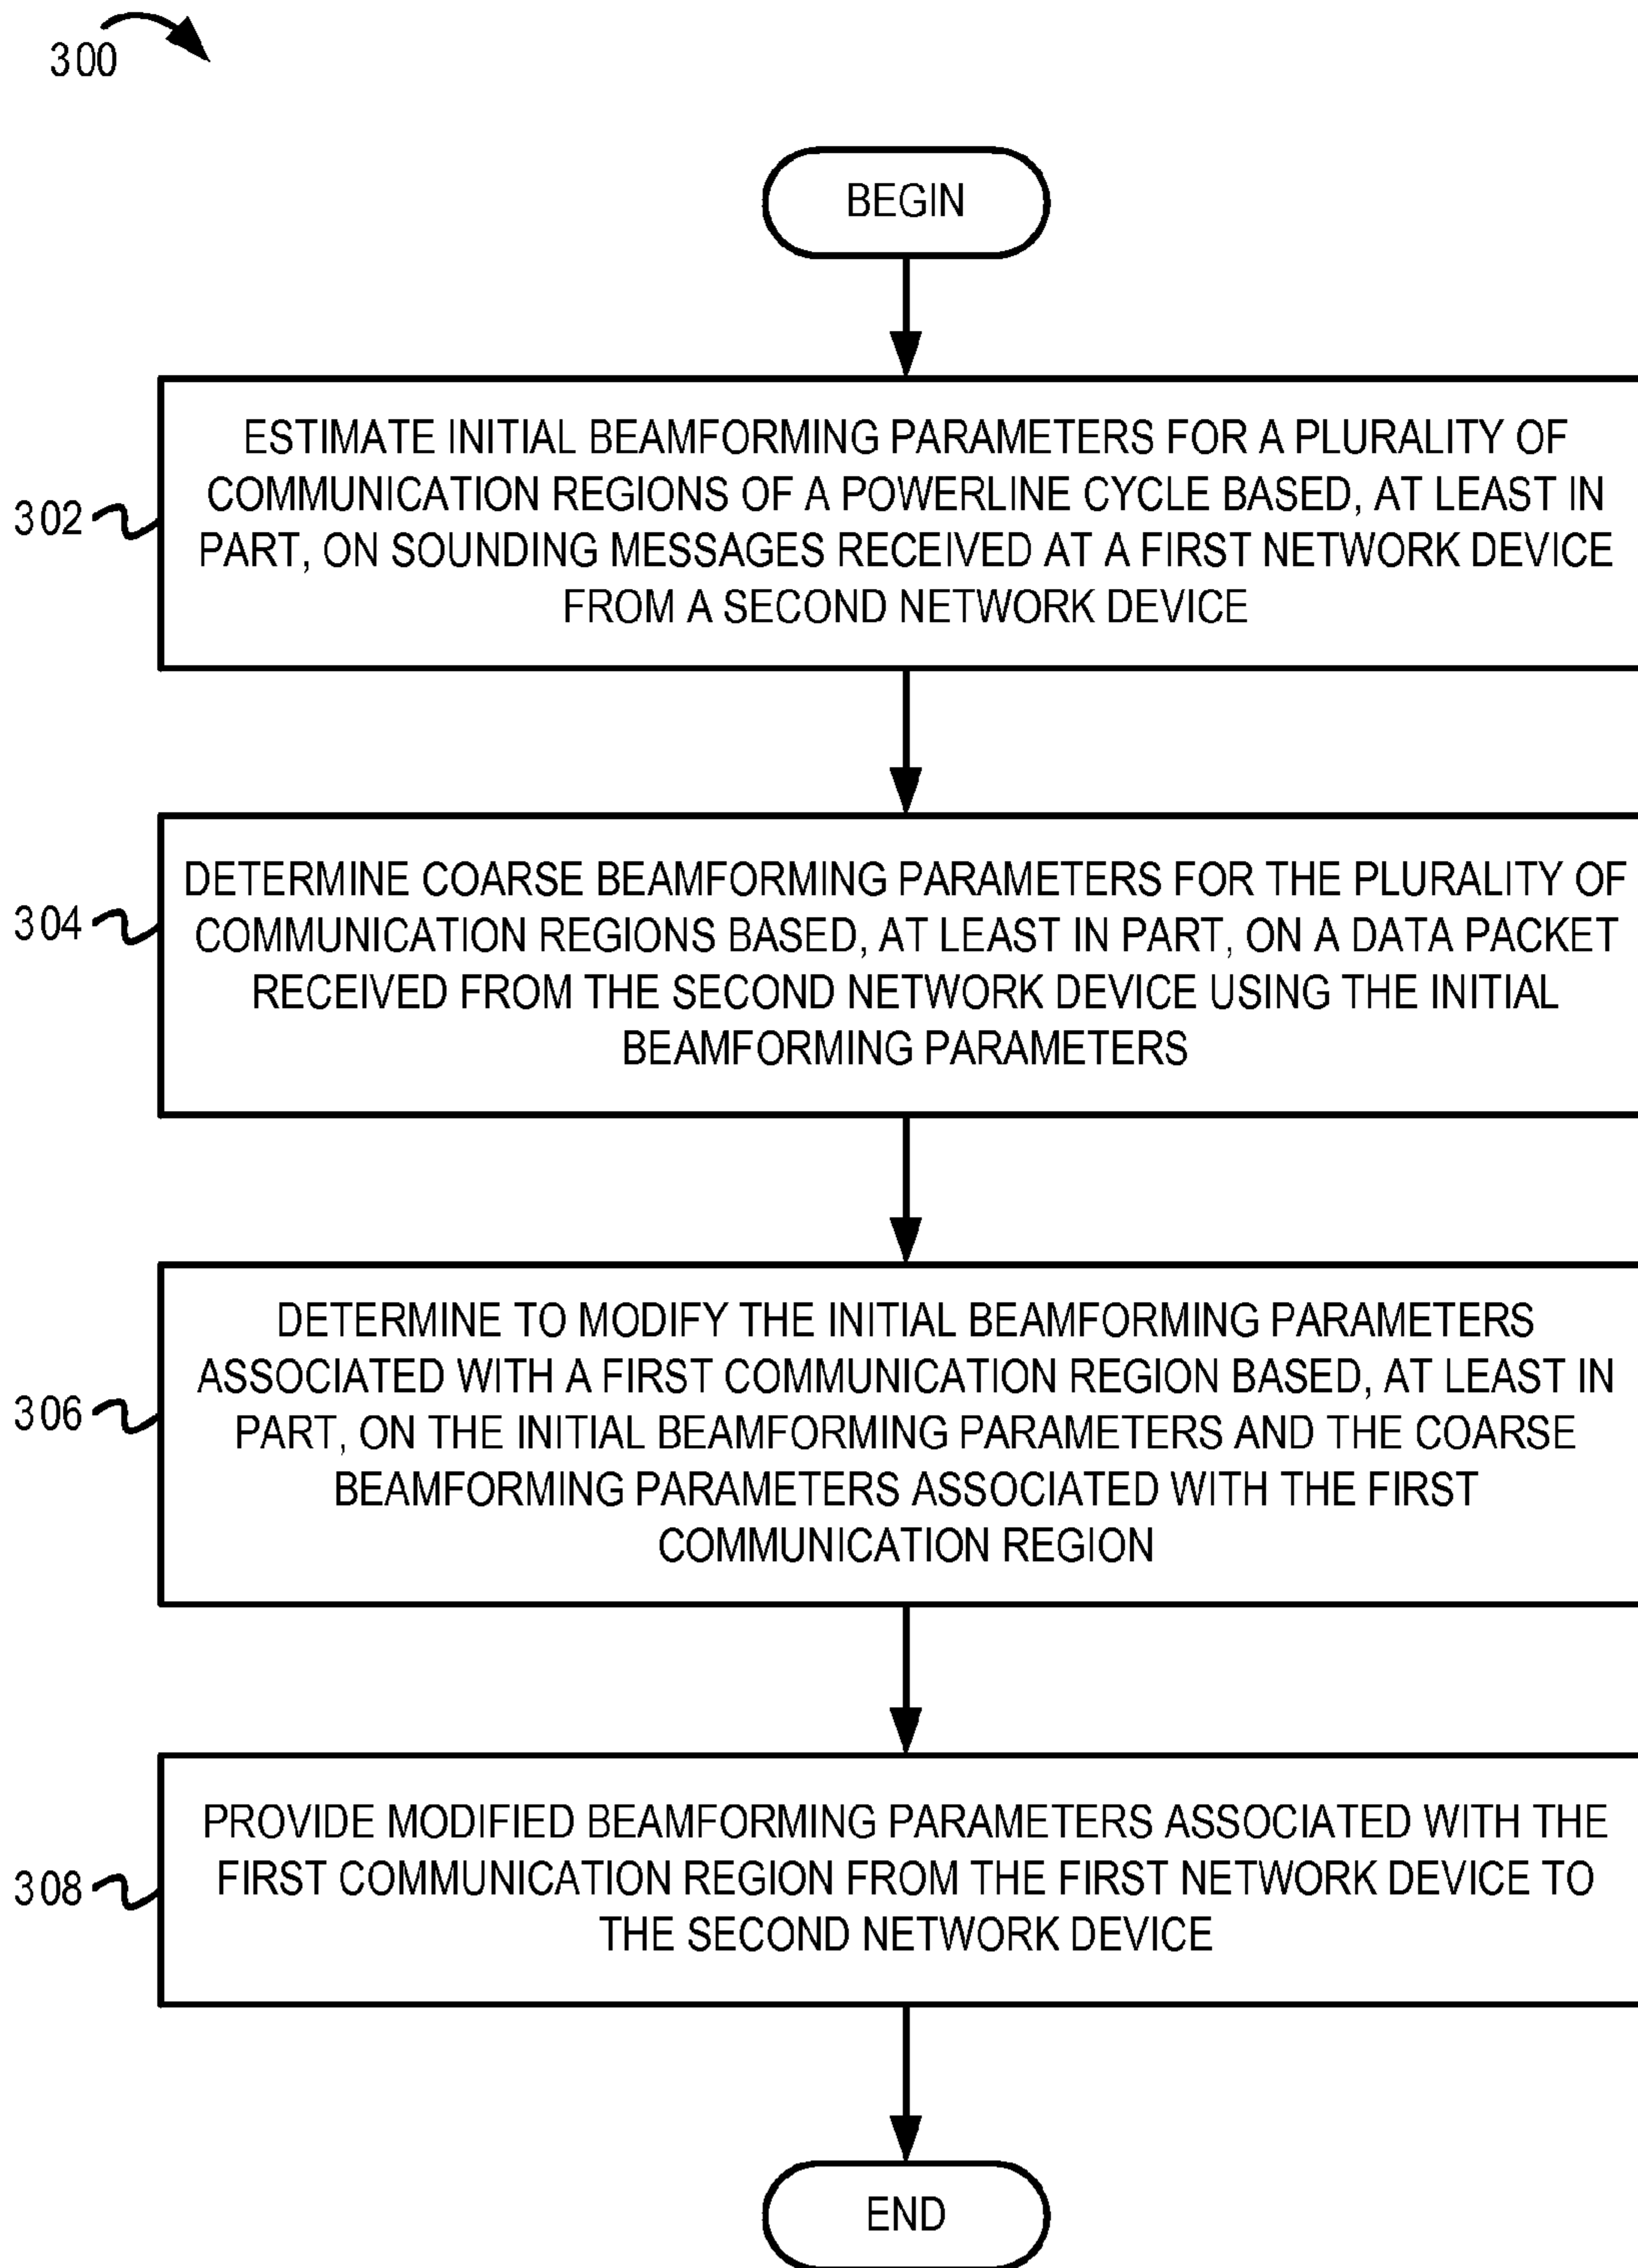 300
BEGIN
302
ESTIMATE INITIAL BEAMFORMING PARAMETERS FOR A PLURALITY OF
COMMUNICATION REGIONS OF A POWERLINE CYCLE BASED, AT LEAST IN
PART, ON SOUNDING MESSAGES RECEIVED AT A FIRST NETWORK DEVICE
FROM A SECOND NETWORK DEVICE
304
DETERMINE COARSE BEAMFORMING PARAMETERS FOR THE PLURALITY OF
COMMUNICATION REGIONS BASED, AT LEAST IN PART, ON A DATA PACKET
RECEIVED FROM THE SECOND NETWORK DEVICE USING THE INITIAL
BEAMFORMING PARAMETERS
306
DETERMINE TO MODIFY THE INITIAL BEAMFORMING PARAMETERS
ASSOCIATED WITH A FIRST COMMUNICATION REGION BASED, AT LEAST IN
PART, ON THE INITIAL BEAMFORMING PARAMETERS AND THE COARSE
BEAMFORMING PARAMETERS ASSOCIATED WITH THE FIRST
COMMUNICATION REGION
308
PROVIDE MODIFIED BEAMFORMING PARAMETERS ASSOCIATED WITH THE
FIRST COMMUNICATION REGION FROM THE FIRST NETWORK DEVICE TO
THE SECOND NETWORK DEVICE
END